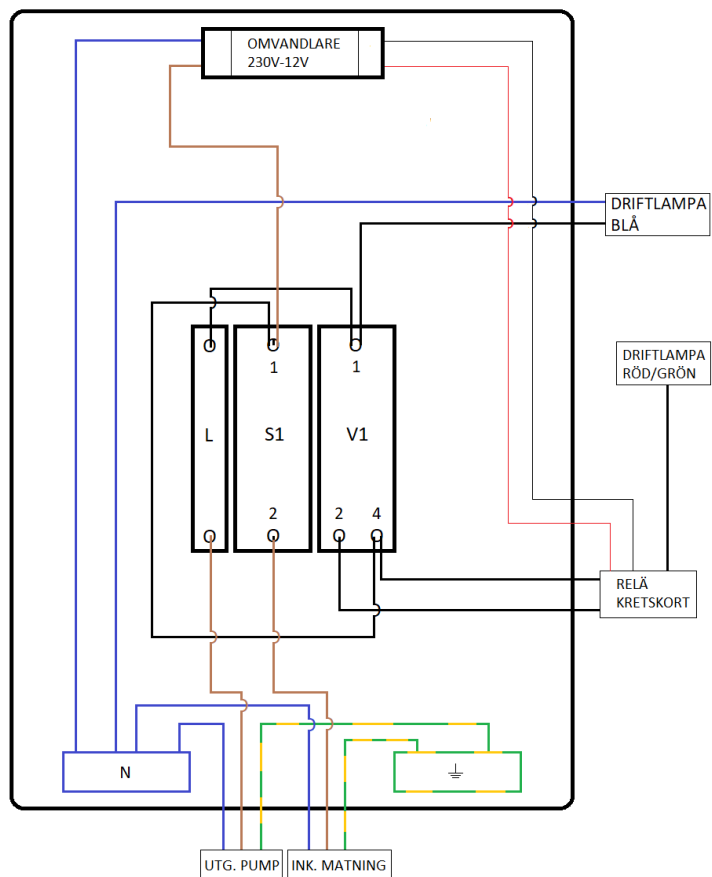 OMVANDLARE
230V-12V
DRIFTLAMPA
BLÅ
DRIFTLAMPA
RÖD/GRÖN
1
1
L
S1
V1
2
2
4
RELÄ
KRETSKORT
N
UTG. PUMP
INK. MATNING